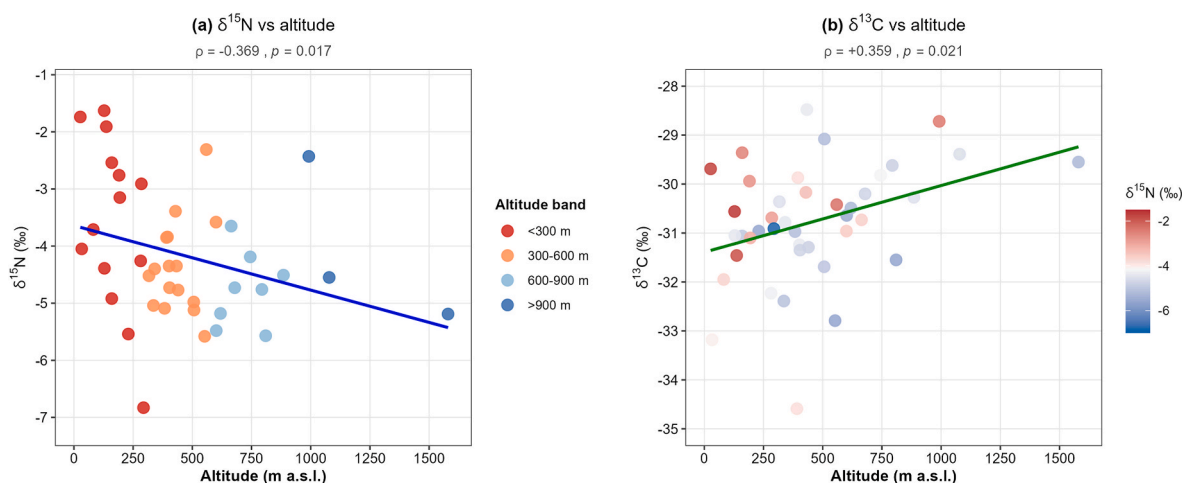 (a) δ¹⁵N vs altitude
ρ = -0.369 , p = 0.017
-1
-2
-3
-4
-5
-6
-7
δ¹⁵N (‰)
0
250
500
750
1000
1250
1500
Altitude (m a.s.l.)
Altitude band
<300 m
300-600 m
600-900 m
>900 m
(b) δ¹³C vs altitude
ρ = +0.359 , p = 0.021
-28
-29
-30
-31
-32
-33
-34
-35
δ¹³C (‰)
0
250
500
750
1000
1250
1500
Altitude (m a.s.l.)
δ¹⁵N (‰)
-2
-4
-6